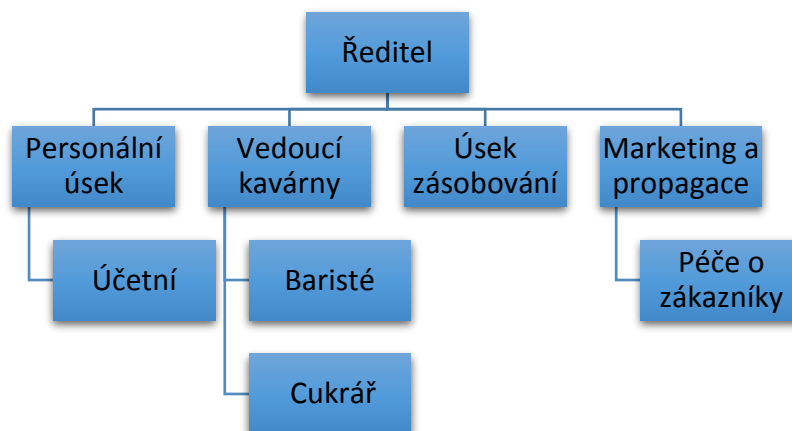 Ředitel
Personální
úsek
Vedoucí
kavárny
Úsek
zásobování
Marketing a
propagace
Účetní
Baristé
Péče o
zákazníky
Cukrář